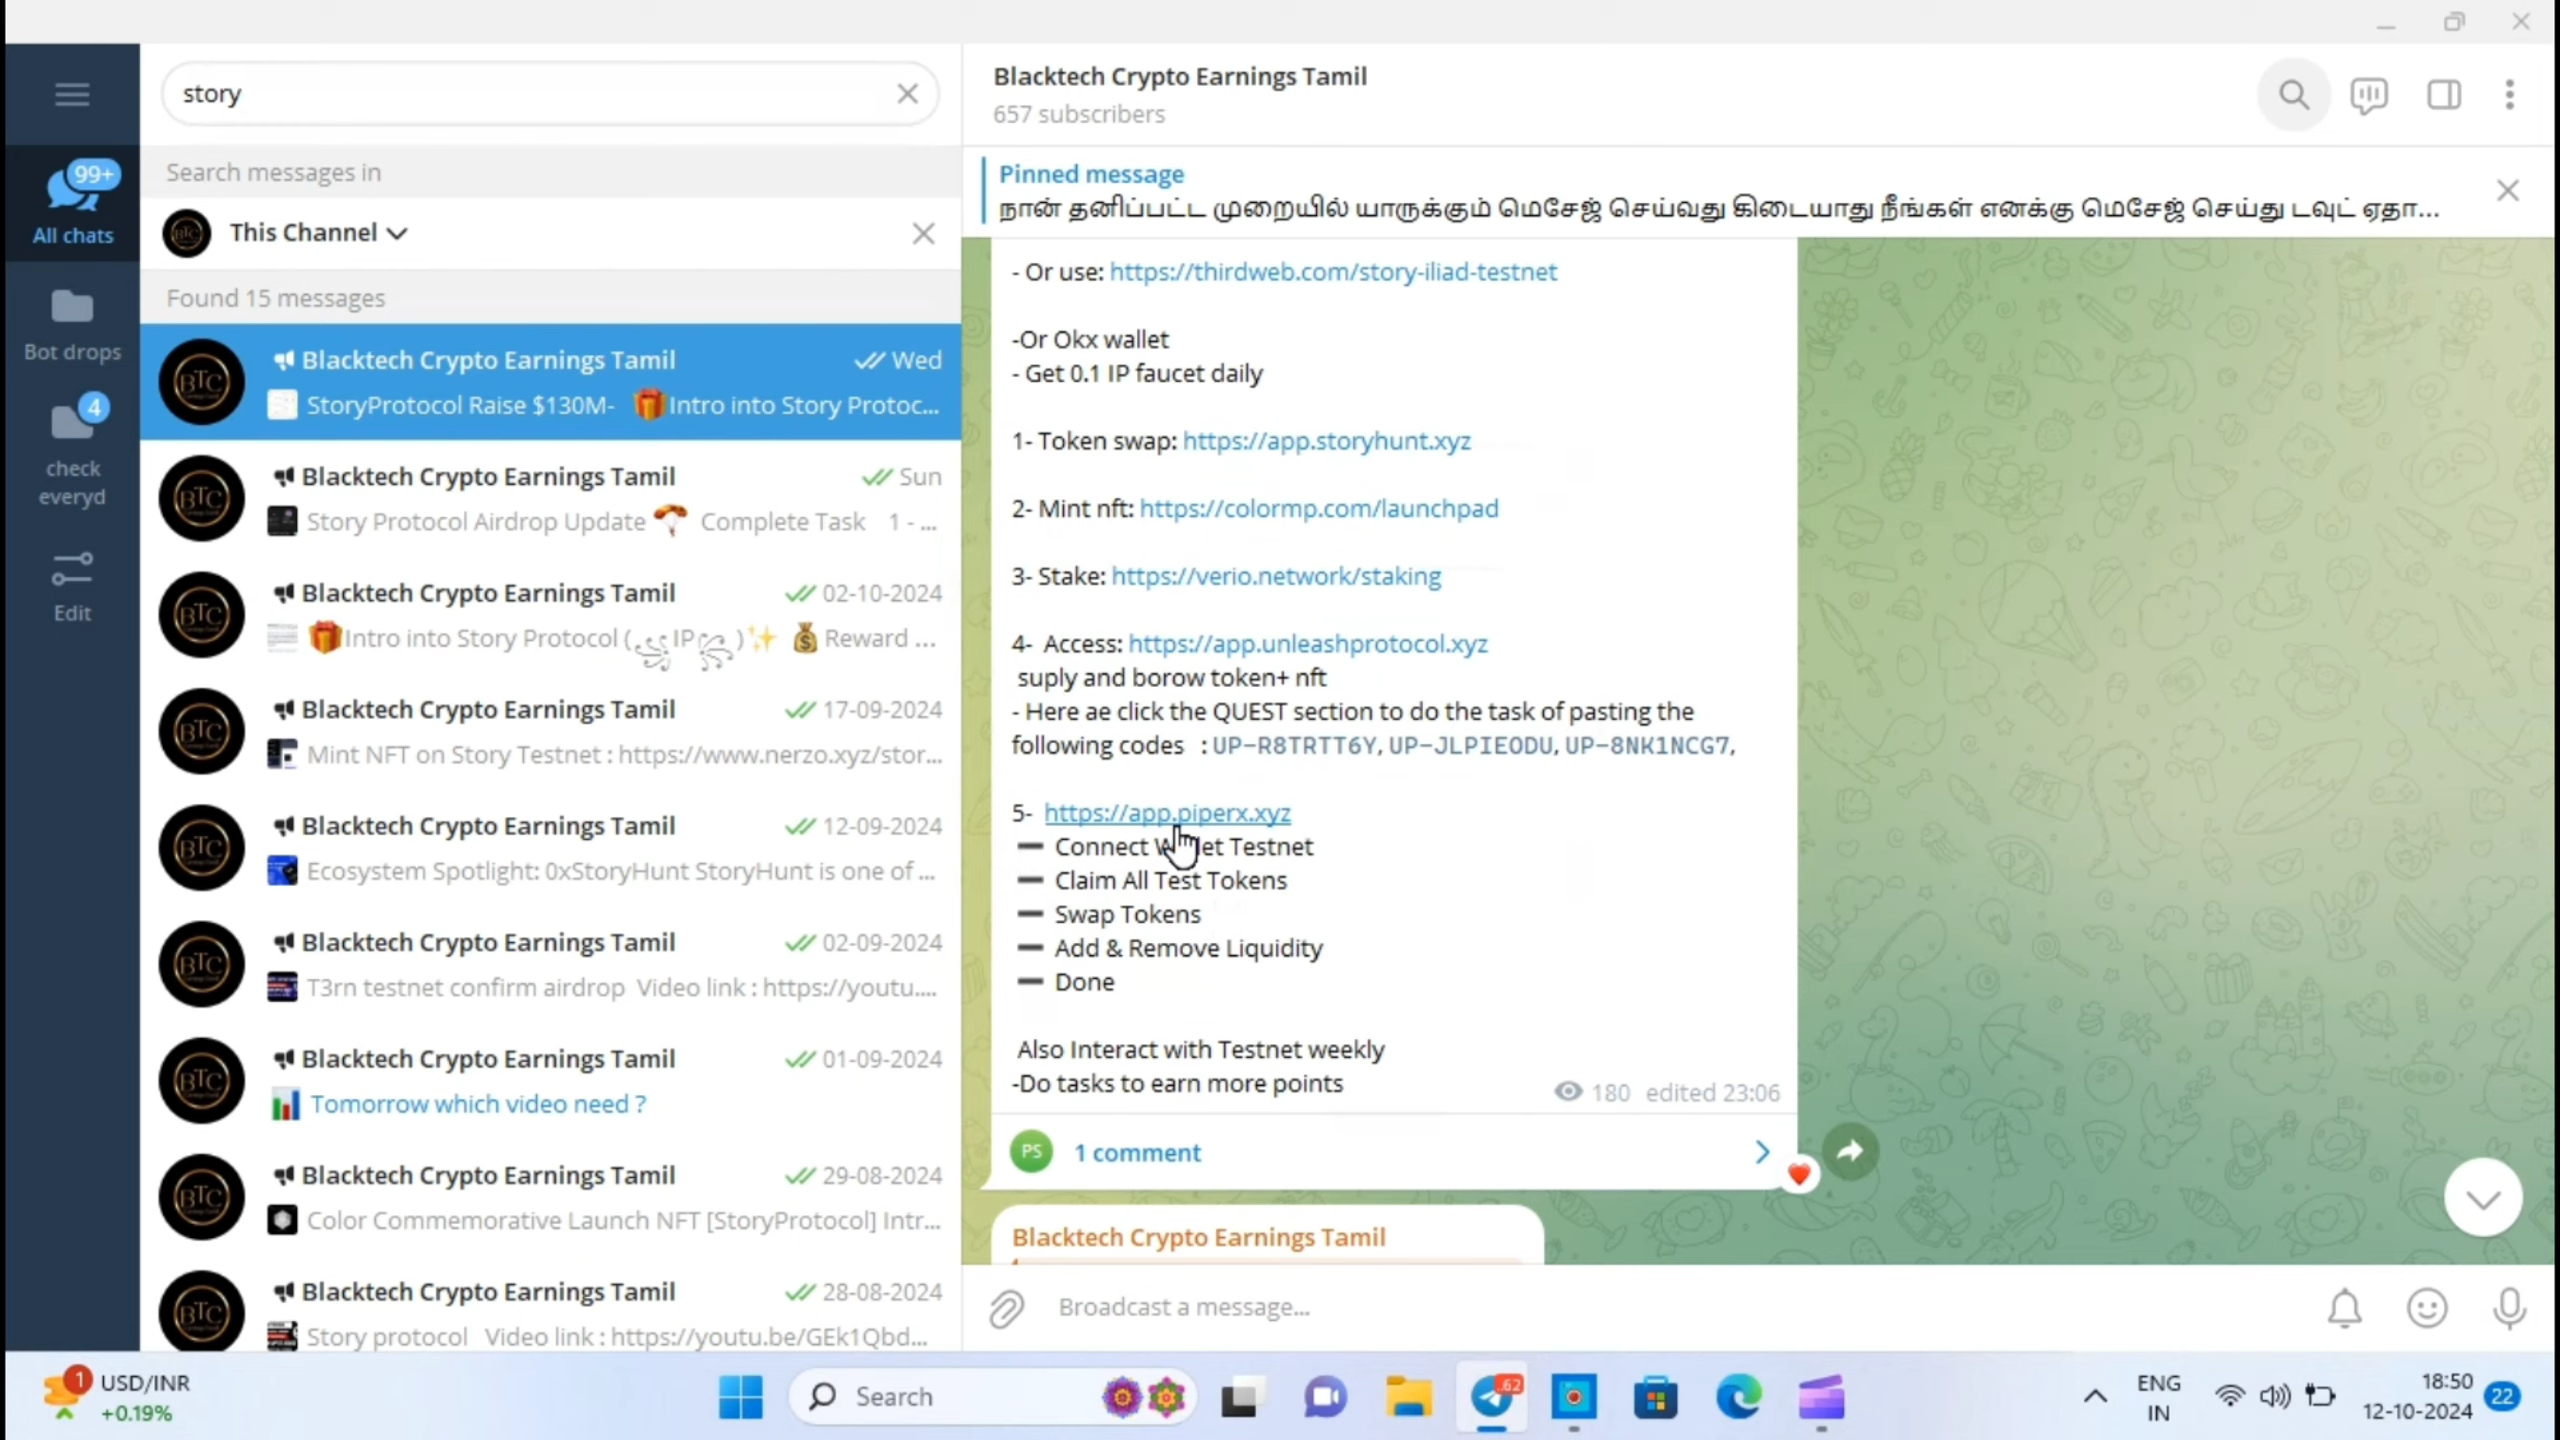 story
Search messages in
This Channel
Found 15 messages
Blacktech Crypto Earnings Tamil Wed
StoryProtocol Raise $130M- 🎁Intro into Story Protoc...
Blacktech Crypto Earnings Tamil Sun
Story Protocol Airdrop Update 🪂 Complete Task 1 - ...
Blacktech Crypto Earnings Tamil 02-10-2024
🎁Intro into Story Protocol (꧁IP꧂)✨ 💰Reward ...
Blacktech Crypto Earnings Tamil 17-09-2024
Mint NFT on Story Testnet : https://www.nerzo.xyz/stor...
Blacktech Crypto Earnings Tamil 12-09-2024
Ecosystem Spotlight: 0xStoryHunt StoryHunt is one of ...
Blacktech Crypto Earnings Tamil 02-09-2024
T3rn testnet confirm airdrop Video link : https://youtu....
Blacktech Crypto Earnings Tamil 01-09-2024
Tomorrow which video need ?
Blacktech Crypto Earnings Tamil 29-08-2024
Color Commemorative Launch NFT [StoryProtocol] Intr...
Blacktech Crypto Earnings Tamil 28-08-2024
Story protocol Video link : https://youtu.be/GEk1Qbd...
99+
All chats
Bot drops
4
check
everyd
Edit
Blacktech Crypto Earnings Tamil
657 subscribers
Pinned message
நான் தனிப்பட்ட முறையில் யாருக்கும் மெசேஜ் செய்வது கிடையாது நீங்கள் எனக்கு மெசேஜ் செய்து டவுட் ஏதா...
- Or use: https://thirdweb.com/story-iliad-testnet
-Or Okx wallet
- Get 0.1 IP faucet daily
1- Token swap: https://app.storyhunt.xyz
2- Mint nft: https://colormp.com/launchpad
3- Stake: https://verio.network/staking
4- Access: https://app.unleashprotocol.xyz
suply and borow token+ nft
- Here ae click the QUEST section to do the task of pasting the
following codes : UP-R8TRTT6Y, UP-JLPIEODU, UP-8NK1NCG7,
5- https://app.piperx.xyz
➖ Connect Wallet Testnet
➖ Claim All Test Tokens
➖ Swap Tokens
➖ Add & Remove Liquidity
➖ Done
Also Interact with Testnet weekly
-Do tasks to earn more points
180 edited 23:06
PS 1 comment
Blacktech Crypto Earnings Tamil
Broadcast a message...
1 USD/INR
+0.19%
Search
.62
ENG
IN
18:50
12-10-2024
22